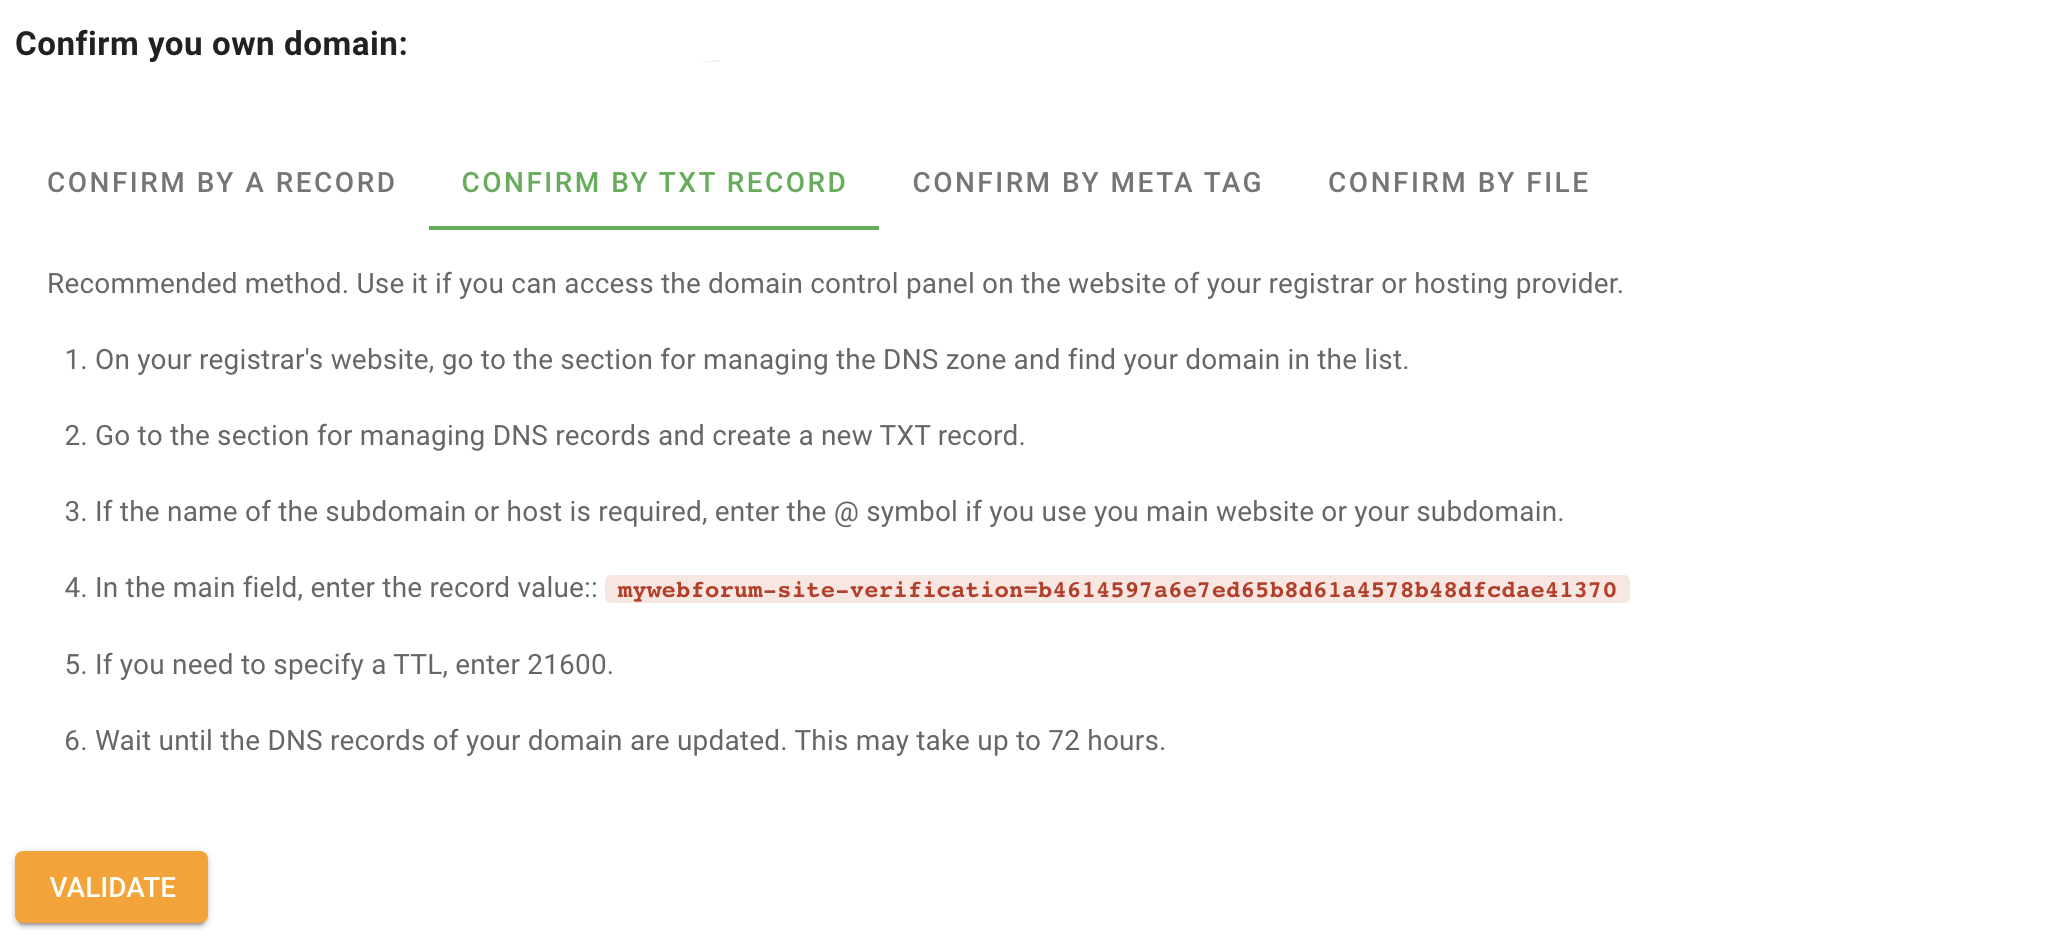 Confirm you own domain:
CONFIRM BY A RECORD CONFIRM BY TXT RECORD CONFIRM BY META TAG CONFIRM BY FILE
Recommended method. Use it if you can access the domain control panel on the website of your registrar or hosting provider.
1. On your registrar's website, go to the section for managing the DNS zone and find your domain in the list.
2. Go to the section for managing DNS records and create a new TXT record.
3. If the name of the subdomain or host is required, enter the @ symbol if you use you main website or your subdomain.
4. In the main field, enter the record value:: mywebforum-site-verification=b4614597a6e7ed65b8d61a4578b48dfcdae41370
5. If you need to specify a TTL, enter 21600.
6. Wait until the DNS records of your domain are updated. This may take up to 72 hours.
VALIDATE